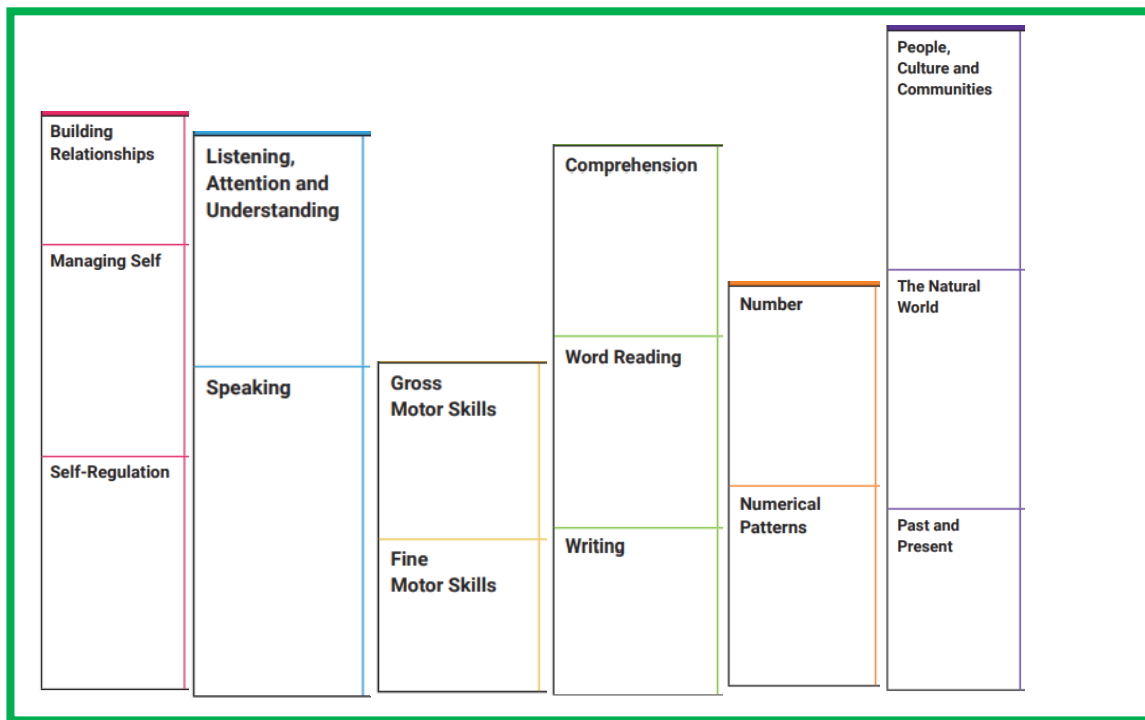 Building
Relationships
Managing Self
Self-Regulation
Listening,
Attention and
Understanding
Speaking
Gross
Motor Skills
Fine
Motor Skills
Comprehension
Word Reading
Writing
Number
Numerical
Patterns
People,
Culture and
Communities
The Natural
World
Past and
Present